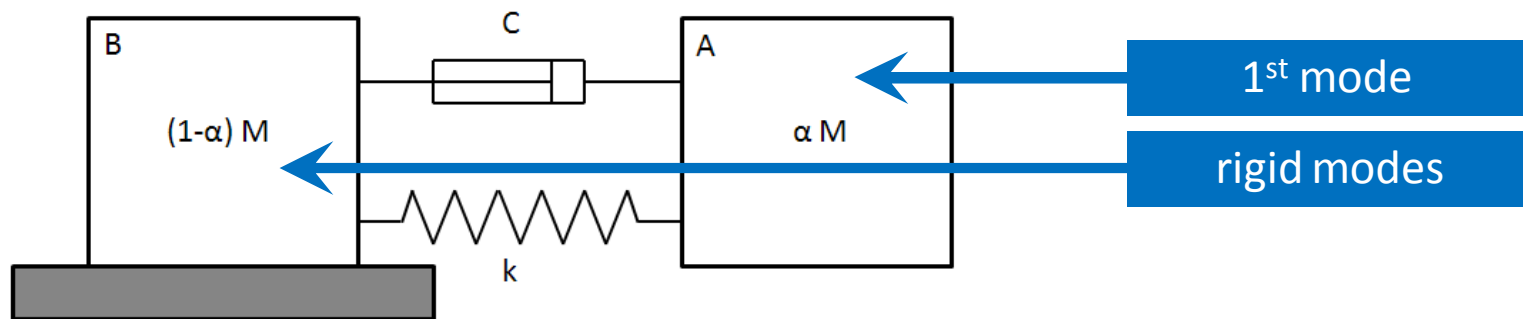 C
B
A
1st mode
(1-α) M
α M
rigid modes
k